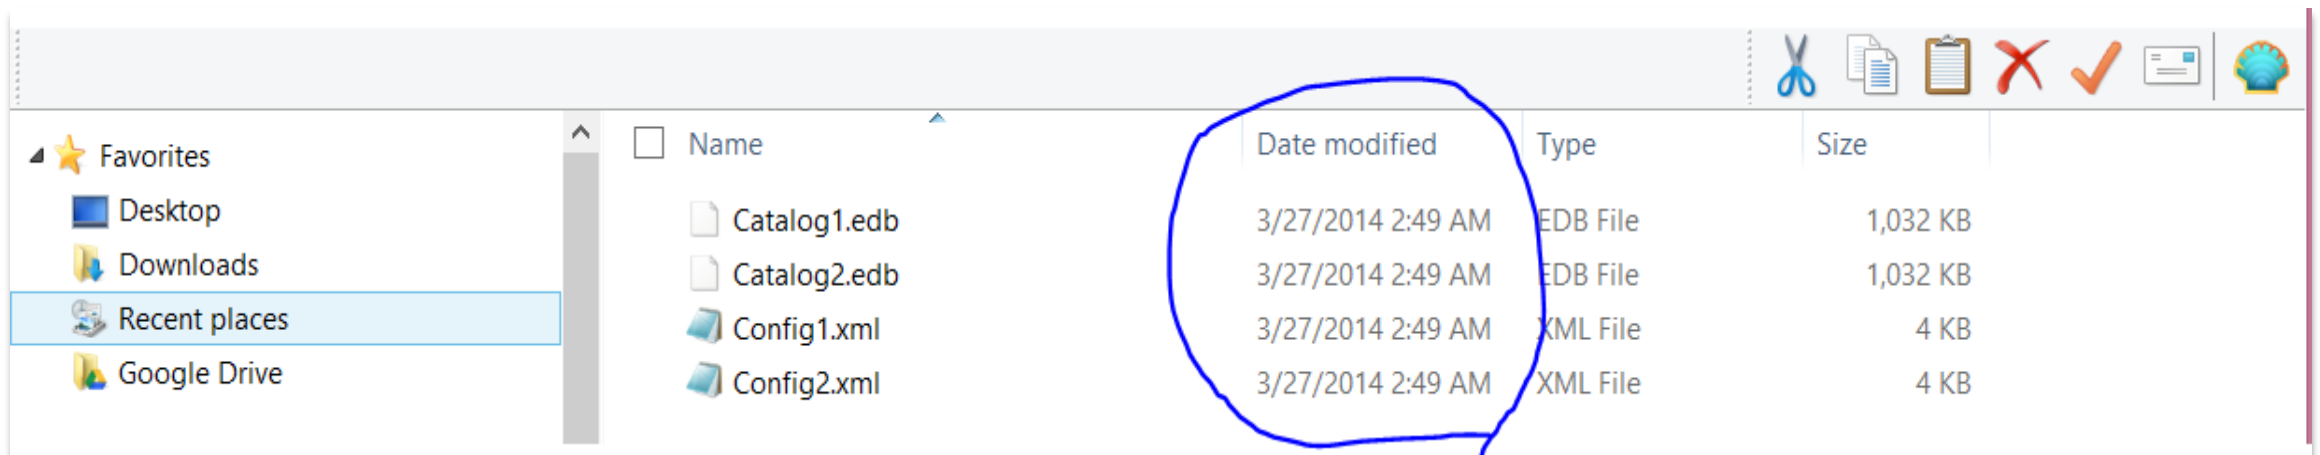 Favorites
Desktop
Downloads
Recent places
Google Drive
Name Date modified Type Size
Catalog1.edb 3/27/2014 2:49 AM EDB File 1,032 KB
Catalog2.edb 3/27/2014 2:49 AM EDB File 1,032 KB
Config1.xml 3/27/2014 2:49 AM XML File 4 KB
Config2.xml 3/27/2014 2:49 AM XML File 4 KB